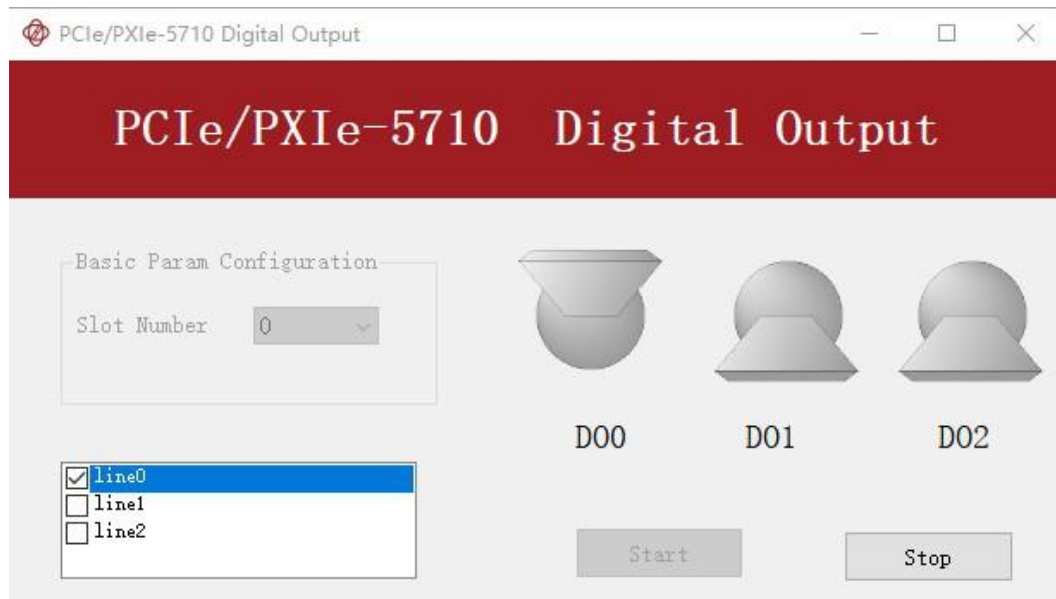 PCIe/PXIe-5710 Digital Output
PCIe/PXIe-5710 Digital Output
Basic Param Configuration
Slot Number 0
DO0 DO1 DO2
line0
line1
line2
Start Stop